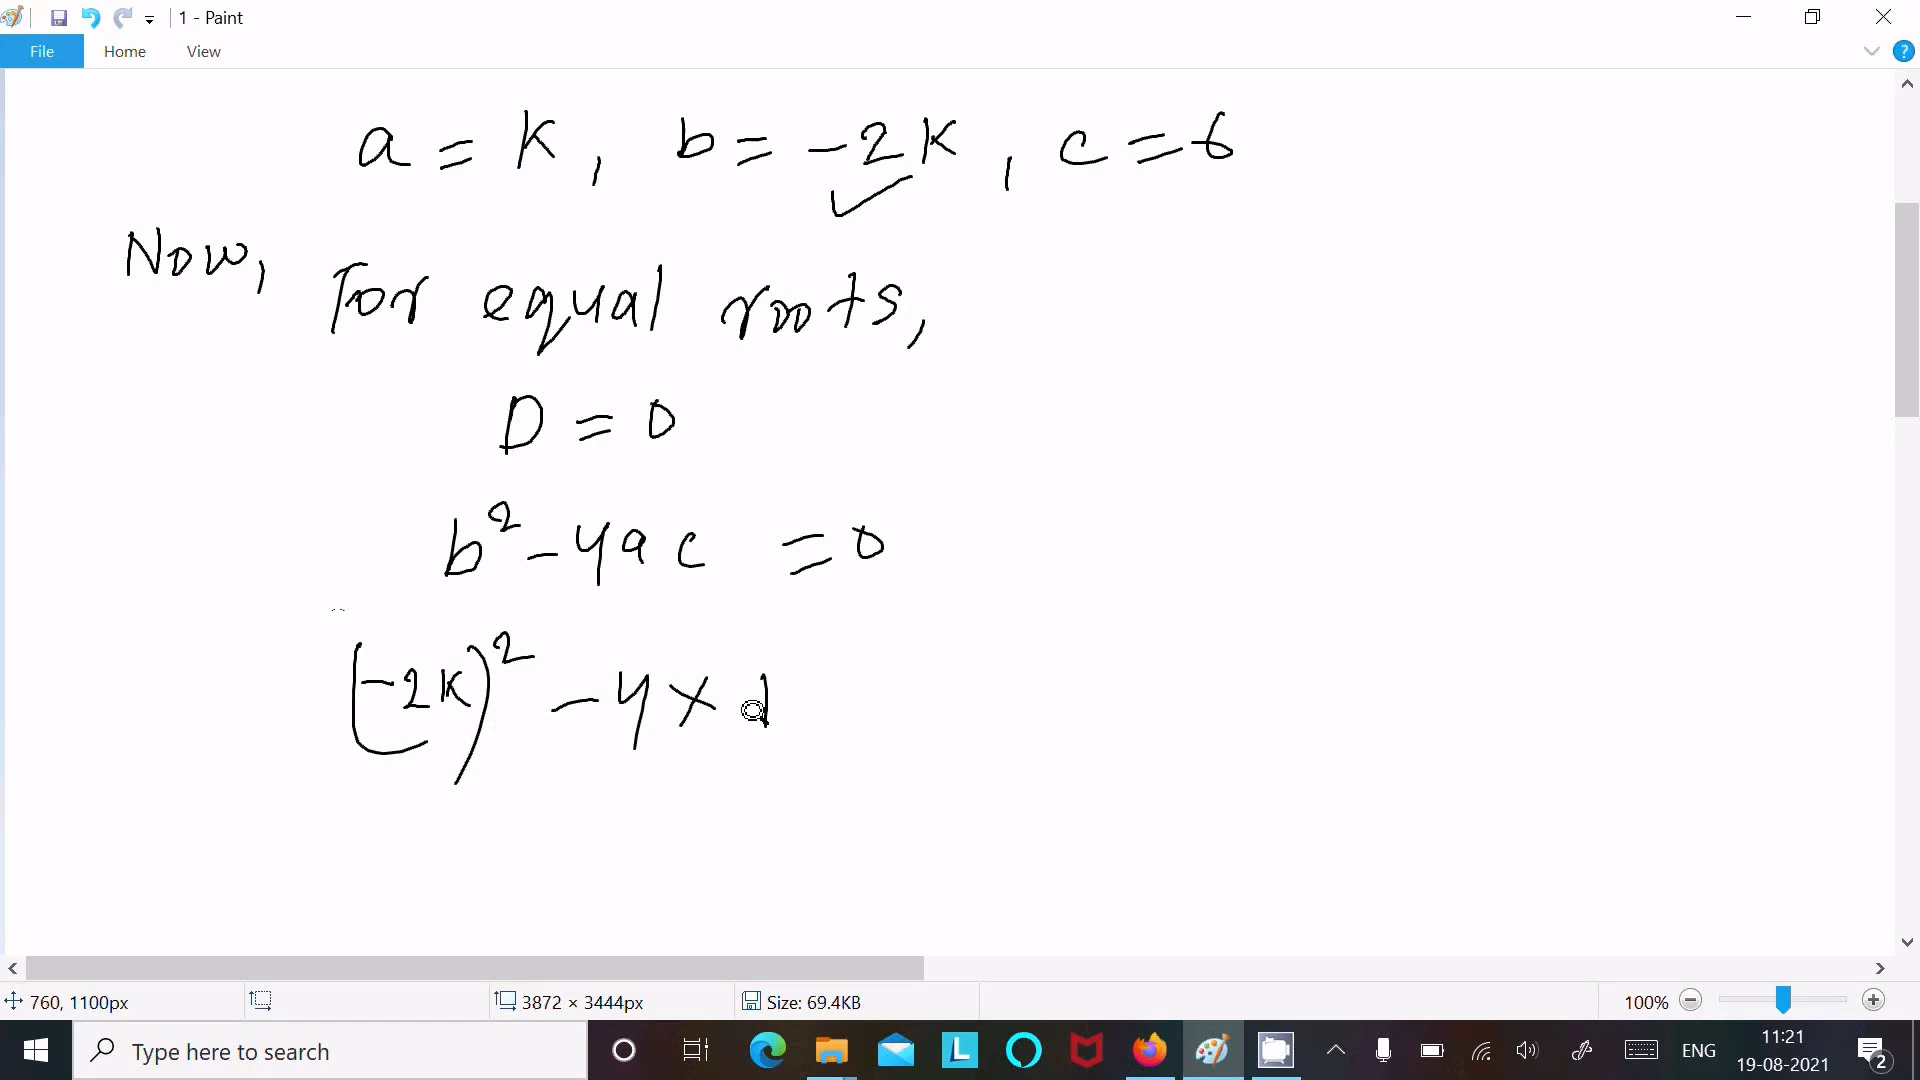 1 - Paint
File Home View
a = K, b = -2K, c = 6
Now,
For equal roots,
D = 0
b² - 4ac = 0
(-2K)² - 4 ×
760, 1100px 3872 × 3444px Size: 69.4KB 100%
Type here to search
ENG
11:21
19-08-2021
2